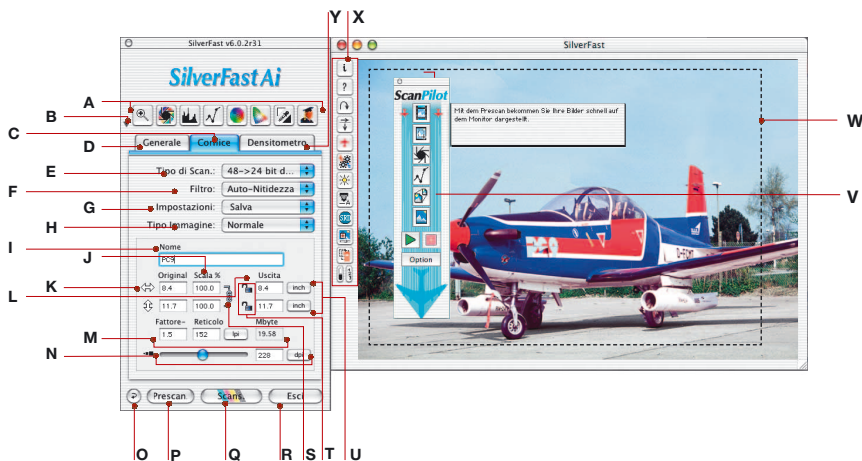 Y X
SilverFast v6.0.2r31
SilverFast
SilverFast Ai
A
B
C
D
Generale Cornice Densitometro
E
Tipo di Scan.: 48->24 bit d...
F
Filtro: Auto-Nitidezza
G
Impostazioni: Salva
H
Tipo Immagine: Normale
I
Nome
PC9
J
Original Scala % Uscita
K
8.4 100.0 8.4 inch
L
11.7 100.0 11.7 inch
Fattore- Reticolo Mbyte
M
1.5 152 lpi 19.58
N
228 dpi
Prescan Scans. Esci
O P Q R S T U
i
?
SRD
ScanPilot
Mit dem Prescan bekommen Sie Ihre Bilder schnell auf
dem Monitor dargestellt.
Option
W
V